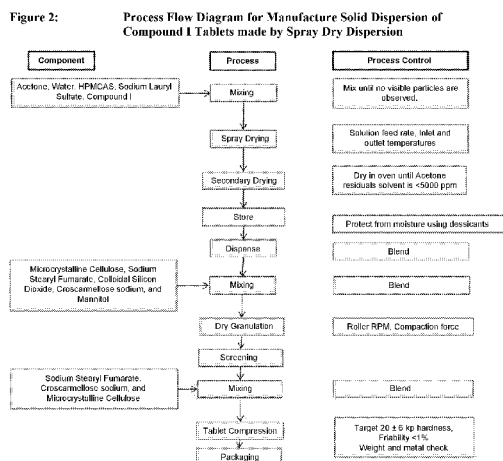 Figure 2:
Process Flow Diagram for Manufacture Solid Dispersion of
Compound I Tablets made by Spray Dry Dispersion
Component
Process
Process Control
Acetone, Water, HPMCAS, Sodium Lauryl
Sulfate, Compound I
Mixing
Mix until no visible particles are
observed.
Spray Drying
Solution feed rate, Inlet and
outlet temperatures
Secondary Drying
Dry in oven until Acetone
residuals solvent is <5000 ppm
Store
Protect from moisture using dessicants
Dispense
Blend
Microcrystalline Cellulose, Sodium
Stearyl Fumarate, Colloidal Silicon
Dioxide, Croscarmellose sodium, and
Mannitol
Mixing
Blend
Dry Granulation
Roller RPM, Compaction force
Screening
Sodium Stearyl Fumarate,
Croscarmellose sodium, and
Microcrystalline Cellulose
Mixing
Blend
Tablet Compression
Target 20 ± 6 kp hardness,
Friability <1%
Weight and metal check
Packaging